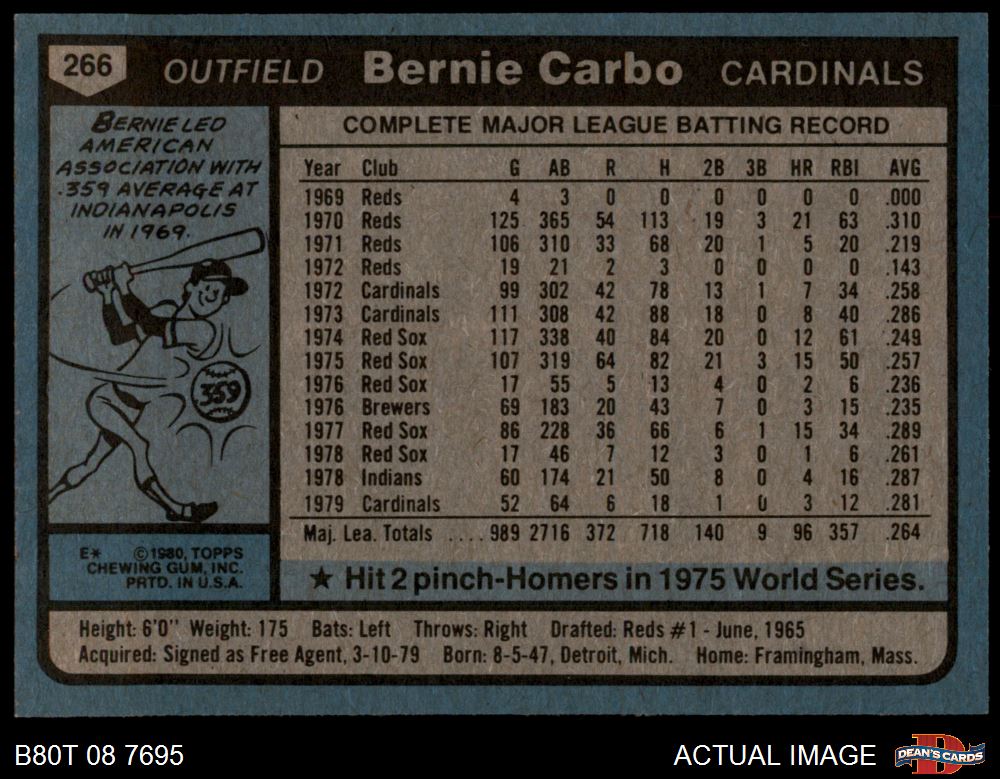 266 OUTFIELD Bernie Carbo CARDINALS
BERNIE LED
AMERICAN
ASSOCIATION WITH
.359 AVERAGE AT
INDIANAPOLIS
IN 1969.
359
E* ©1980, TOPPS
CHEWING GUM, INC.
PRTD. IN U.S.A.
COMPLETE MAJOR LEAGUE BATTING RECORD
Year Club G AB R H 2B 3B HR RBI AVG
1969 Reds 4 3 0 0 0 0 0 0 .000
1970 Reds 125 365 54 113 19 3 21 63 .310
1971 Reds 106 310 33 68 20 1 5 20 .219
1972 Reds 19 21 2 3 0 0 0 0 .143
1972 Cardinals 99 302 42 78 13 1 7 34 .258
1973 Cardinals 111 308 42 88 18 0 8 40 .286
1974 Red Sox 117 338 40 84 20 0 12 61 .249
1975 Red Sox 107 319 64 82 21 3 15 50 .257
1976 Red Sox 17 55 5 13 4 0 2 6 .236
1976 Brewers 69 183 20 43 7 0 3 15 .235
1977 Red Sox 86 228 36 66 6 1 15 34 .289
1978 Red Sox 17 46 7 12 3 0 1 6 .261
1978 Indians 60 174 21 50 8 0 4 16 .287
1979 Cardinals 52 64 6 18 1 0 3 12 .281
Maj. Lea. Totals .... 989 2716 372 718 140 9 96 357 .264
★ Hit 2 pinch-Homers in 1975 World Series.
Height: 6'0" Weight: 175 Bats: Left Throws: Right Drafted: Reds #1 - June, 1965
Acquired: Signed as Free Agent, 3-10-79 Born: 8-5-47, Detroit, Mich. Home: Framingham, Mass.
B80T 08 7695 ACTUAL IMAGE DEAN'S CARDS